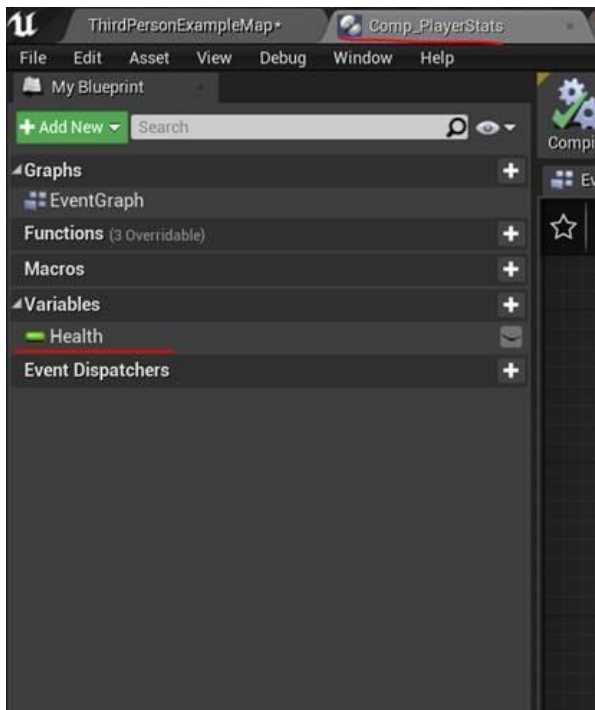 ThirdPersonExampleMap* Comp_PlayerStats
File Edit Asset View Debug Window Help
My Blueprint
Add New Search
Compi
Graphs
Ev
EventGraph
Functions (3 Overridable)
Macros
Variables
Health
Event Dispatchers